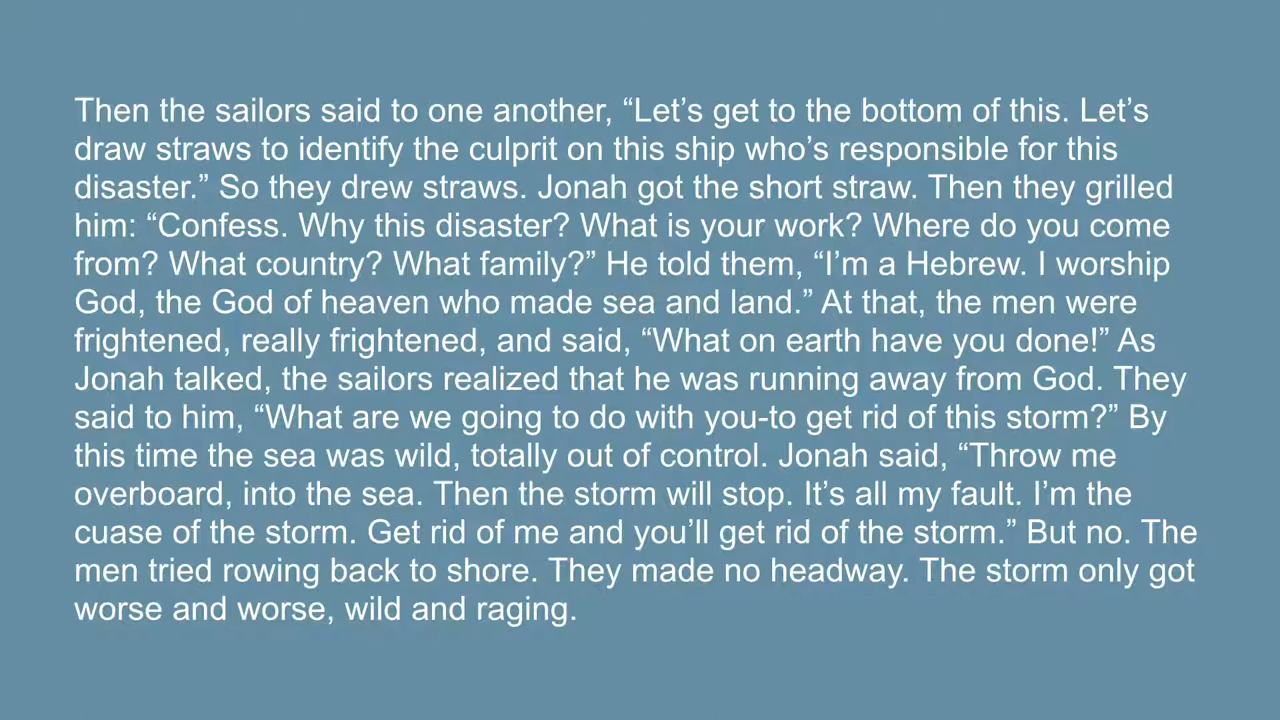 Then the sailors said to one another, “Let’s get to the bottom of this. Let’s
draw straws to identify the culprit on this ship who’s responsible for this
disaster.” So they drew straws. Jonah got the short straw. Then they grilled
him: “Confess. Why this disaster? What is your work? Where do you come
from? What country? What family?” He told them, “I’m a Hebrew. I worship
God, the God of heaven who made sea and land.” At that, the men were
frightened, really frightened, and said, “What on earth have you done!” As
Jonah talked, the sailors realized that he was running away from God. They
said to him, “What are we going to do with you-to get rid of this storm?” By
this time the sea was wild, totally out of control. Jonah said, “Throw me
overboard, into the sea. Then the storm will stop. It’s all my fault. I’m the
cuase of the storm. Get rid of me and you’ll get rid of the storm.” But no. The
men tried rowing back to shore. They made no headway. The storm only got
worse and worse, wild and raging.